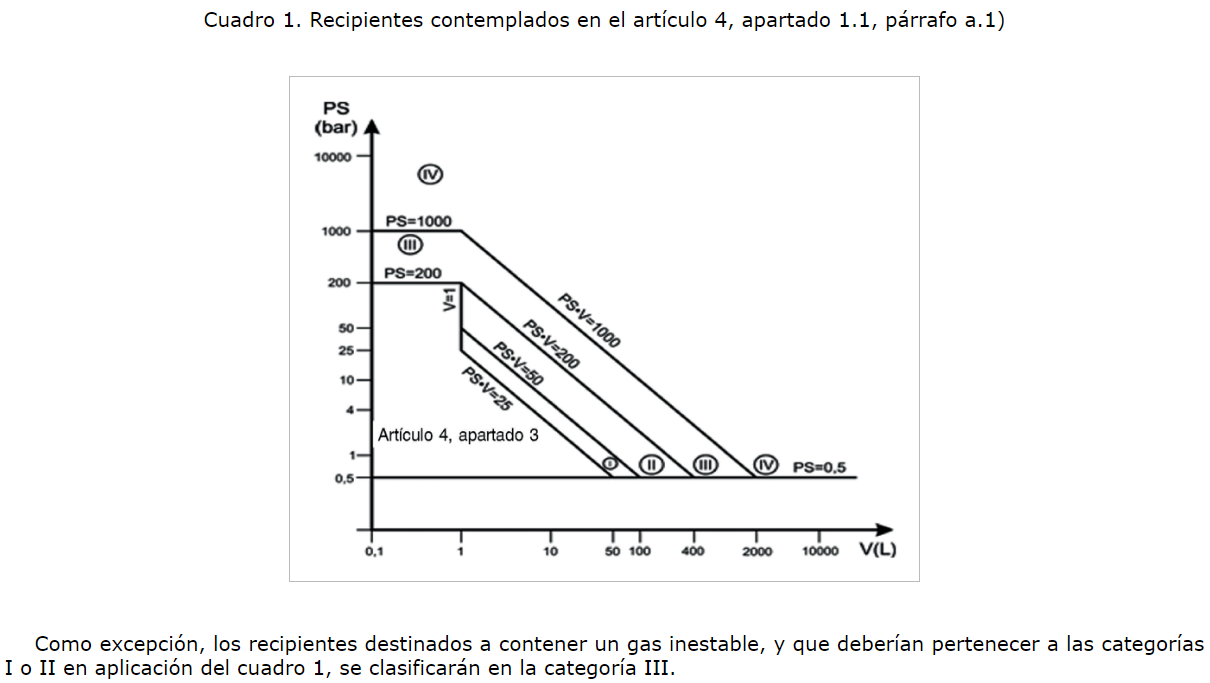 Cuadro 1. Recipientes contemplados en el artículo 4, apartado 1.1, párrafo a.1)
PS
(bar)
10000
IV
PS=1000
1000
III
PS=200
200
V=1
PS•V=1000
PS•V=200
50
PS•V=50
25
PS•V=25
10
4
Artículo 4, apartado 3
1
I
II
III
IV
PS=0,5
0,5
0,1
1
10
50
100
400
2000
10000
V(L)
Como excepción, los recipientes destinados a contener un gas inestable, y que deberían pertenecer a las categorías
I o II en aplicación del cuadro 1, se clasificarán en la categoría III.